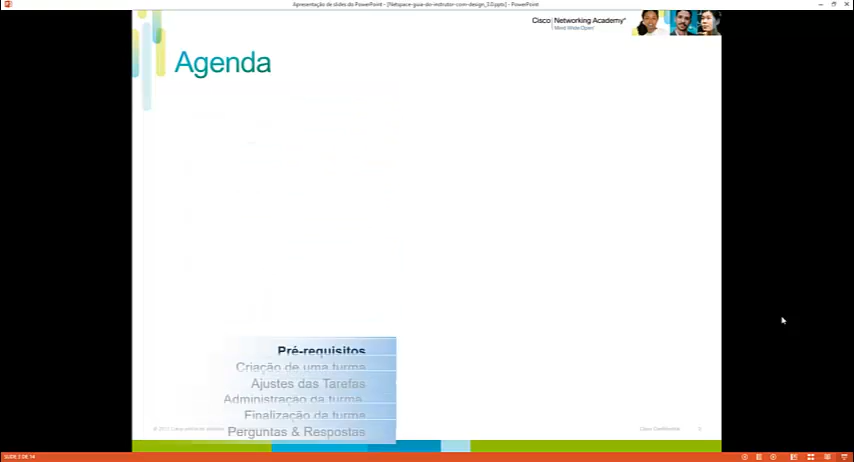 Apresentação de slides do PowerPoint - [Netspace-guia-do-instrutor-com-design_3.0.pptx] - PowerPoint
Cisco Networking Academy®
Mind Wide Open™
Agenda
Pré-requisitos
Criação de uma turma
Ajustes das Tarefas
Administração da turma
Finalização da turma
Perguntas & Respostas
Cisco Confidential
SLIDE 2 DE 14